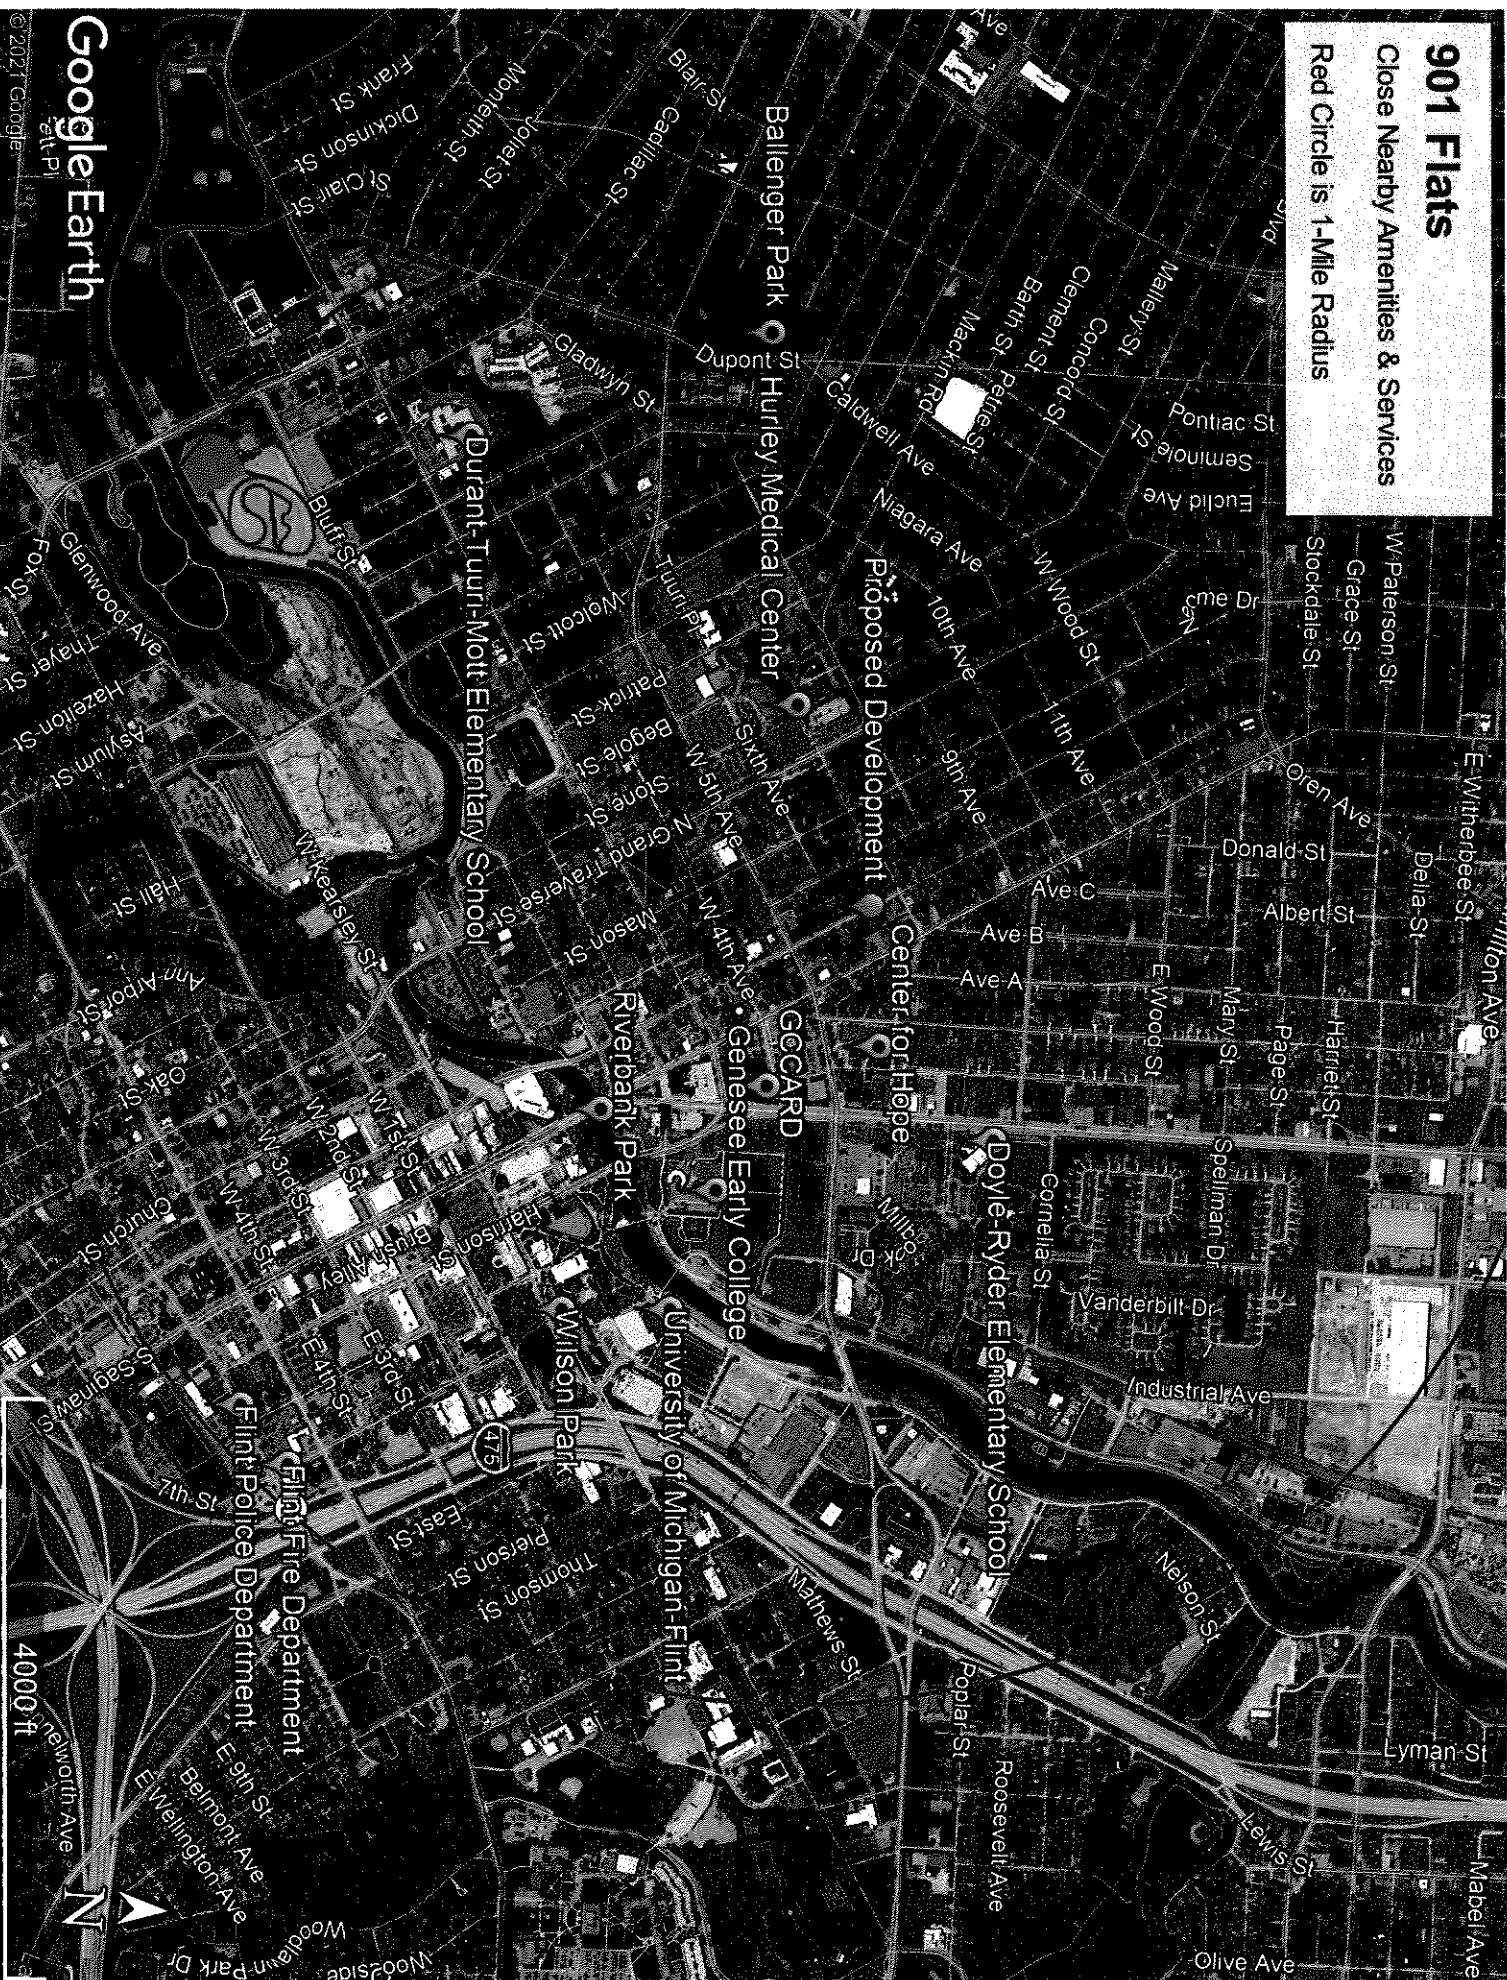 901 Flats
Close Nearby Amenities & Services
Red Circle is 1-Mile Radius
E Witherbee St
W Paterson St
Grace St
Stockdale St
Oren Ave
Donald St
Delia St
Albert St
Ave C
Ave B
Ave A
E Wood St
Mary St
Page St
Harriet St
Spellman Dr
Cornelia St
Vanderbilt Dr
Industrial Ave
Nelson St
Lyman St
Lewis St
Mabel Ave
Olive Ave
Roosevelt Ave
Poplar St
Mathews St
Ave
Blvd
Mallery St
Concord St
Clement St
Barth St
Petrie St
Mackin Rd
Pontiac St
Seminole St
Euclid Ave
me Dr
Caldwell Ave
Niagara Ave
W Wood St
10th Ave
11th Ave
9th Ave
Proposed Development
Center for Hope
Doyle-Ryder Elementary School
Ballenger Park
Dupont St
Hurley Medical Center
GCCARD
Genesee Early College
Blair St
Cadillac St
Joliet St
Monteith St
St Clair St
Dickinson St
Frank St
Gladwyn St
Durant-Tuuri-Mott Elementary School
Bluff St
Wolcott St
Tuuri Pl
Patrick St
Begole St
Stone St
N Grand Traverse St
Mason St
Sixth Ave
W 5th Ave
W 4th Ave
Riverbank Park
University of Michigan-Flint
Wilson Park
Harrison St
Brush Alley
W Kearsley St
W 1st St
W 2nd St
W 3rd St
W 4th St
E 3rd St
E 4th St
Church St
S Saginaw St
Flint Fire Department
Flint Police Department
475
7th St
East St
Pierson St
Thomson St
Glenwood Ave
Fox St
Thayer St
Hazelton St
Asylum St
Hall St
Ann Arbor St
Oak St
E 9th St
Belmont Ave
E Wellington Ave
Woodlawn Park Dr
Google Earth
© 2021 Google
4000 ft
N